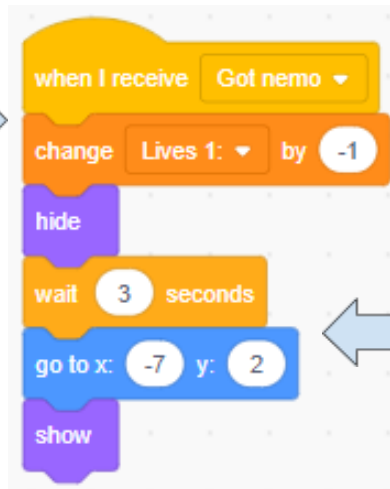 when I receive Got nemo
change Lives 1: by -1
hide
wait 3 seconds
go to x: -7 y: 2
show